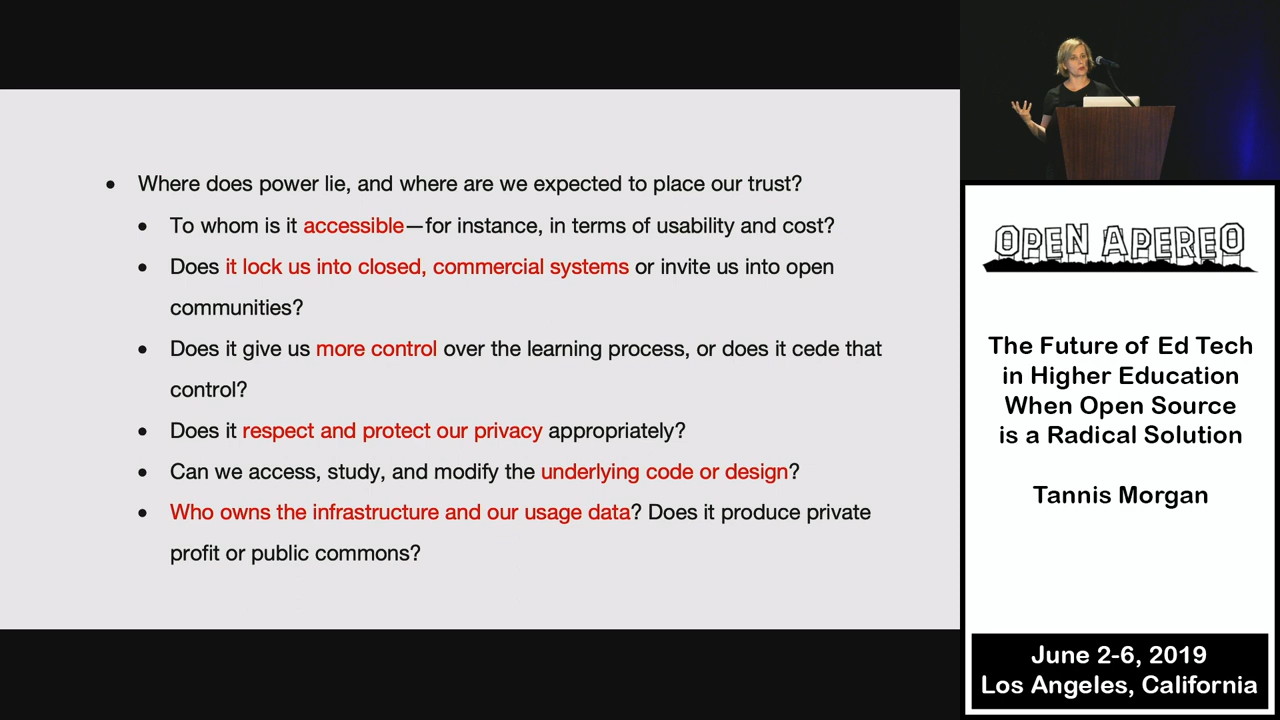 Where does power lie, and where are we expected to place our trust?
To whom is it accessible—for instance, in terms of usability and cost?
Does it lock us into closed, commercial systems or invite us into open
communities?
Does it give us more control over the learning process, or does it cede that
control?
Does it respect and protect our privacy appropriately?
Can we access, study, and modify the underlying code or design?
Who owns the infrastructure and our usage data? Does it produce private
profit or public commons?
OPEN APEREO
The Future of Ed Tech
in Higher Education
When Open Source
is a Radical Solution
Tannis Morgan
June 2-6, 2019
Los Angeles, California